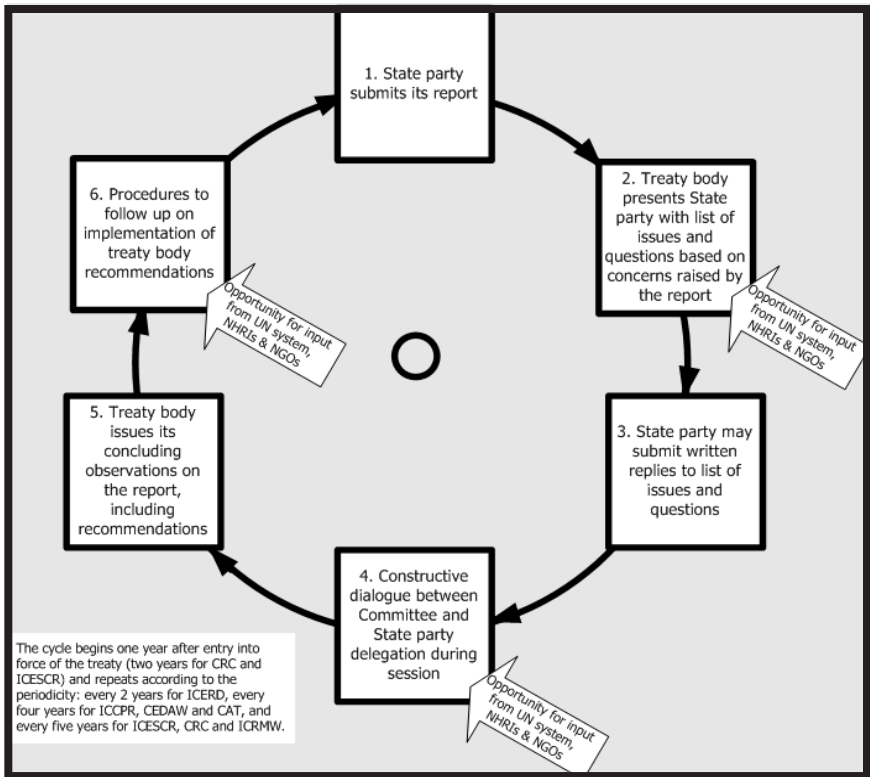 1. State party
submits its report
2. Treaty body
presents State
party with list of
issues and
questions based on
concerns raised by
the report
Opportunity for input
from UN system,
NHRIs & NGOs
3. State party may
submit written
replies to list of
issues and
questions
4. Constructive
dialogue between
Committee and
State party
delegation during
session
Opportunity for input
from UN system,
NHRIs & NGOs
5. Treaty body
issues its
concluding
observations on
the report,
including
recommendations
6. Procedures to
follow up on
implementation of
treaty body
recommendations
Opportunity for input
from UN system,
NHRIs & NGOs
The cycle begins one year after entry into
force of the treaty (two years for CRC and
ICESCR) and repeats according to the
periodicity: every 2 years for ICERD, every
four years for ICCPR, CEDAW and CAT, and
every five years for ICESCR, CRC and ICRMW.